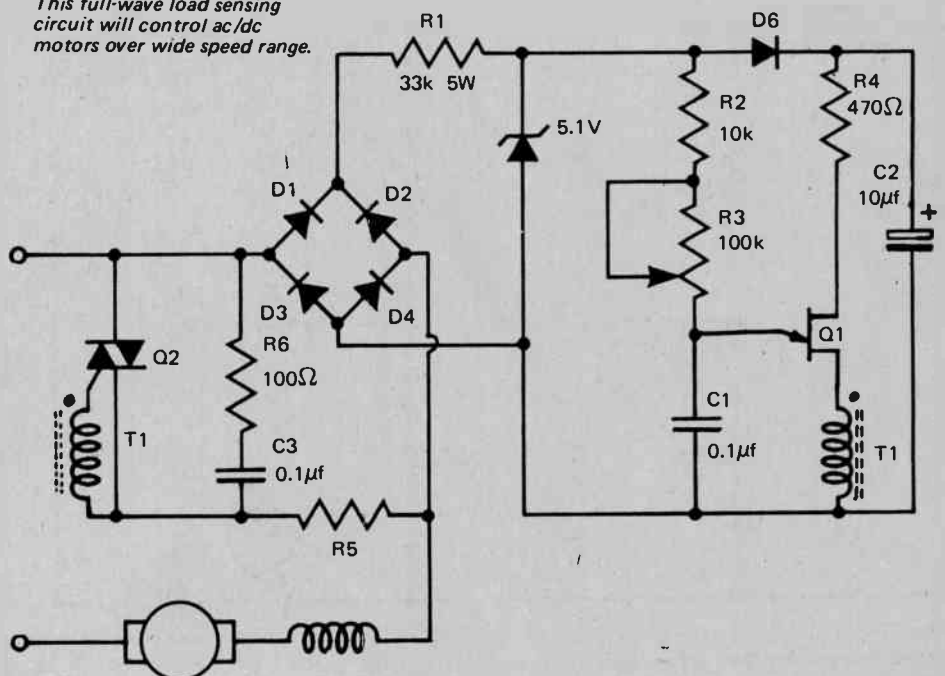 This full-wave load sensing
circuit will control ac/dc
motors over wide speed range.
R1
33k 5W
D6
R4
470Ω
5.1V
R2
10k
C2
10µf
+
D1
D2
R3
100k
D3
D4
Q2
R6
100Ω
Q1
C1
0.1µf
T1
C3
0.1µf
T1
R5